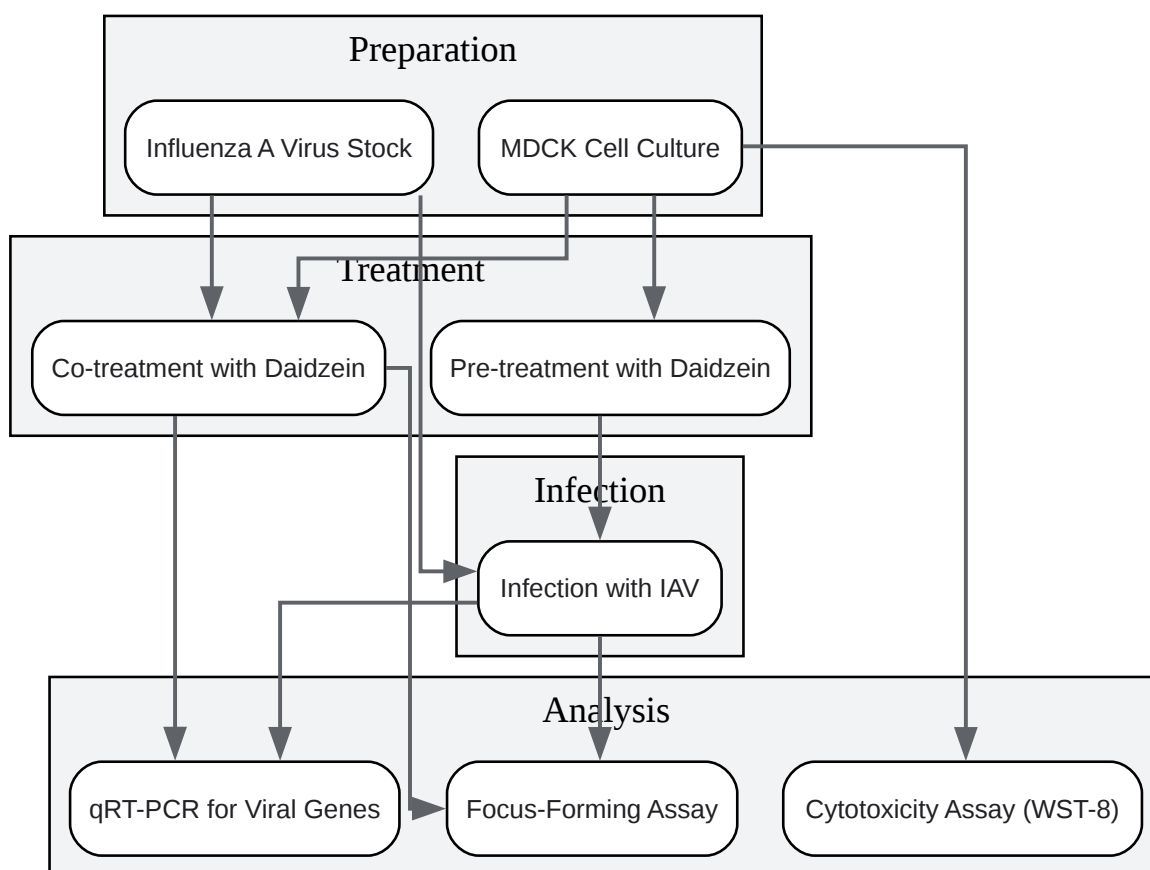 Preparation
Influenza A Virus Stock
MDCK Cell Culture
Treatment
Co-treatment with Daidzein
Pre-treatment with Daidzein
Infection
Infection with IAV
Analysis
qRT-PCR for Viral Genes
Focus-Forming Assay
Cytotoxicity Assay (WST-8)